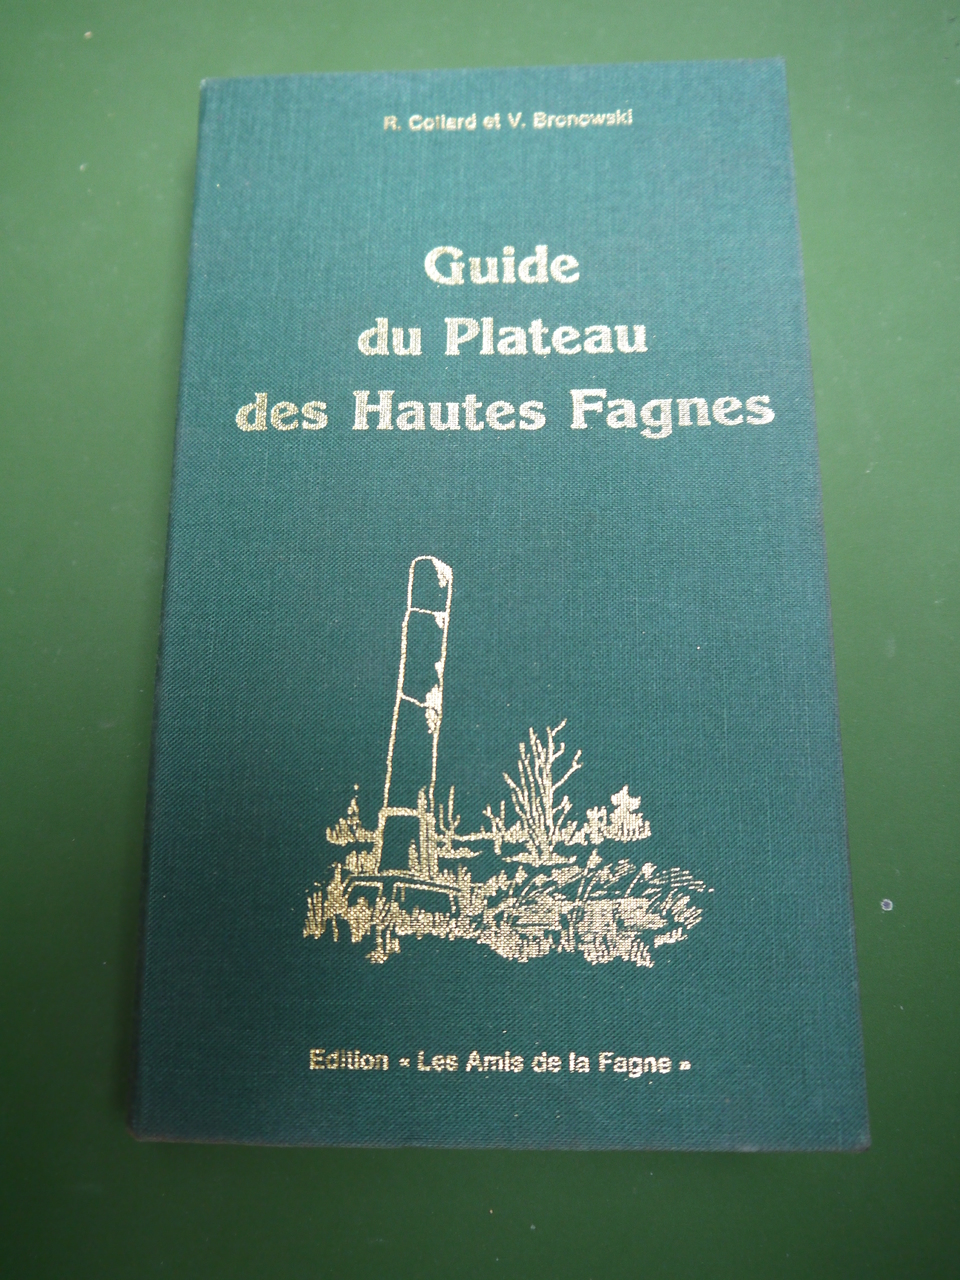 R. Collard et V. Bronowski
Guide
du Plateau
des Hautes Fagnes
Edition « Les Amis de la Fagne »